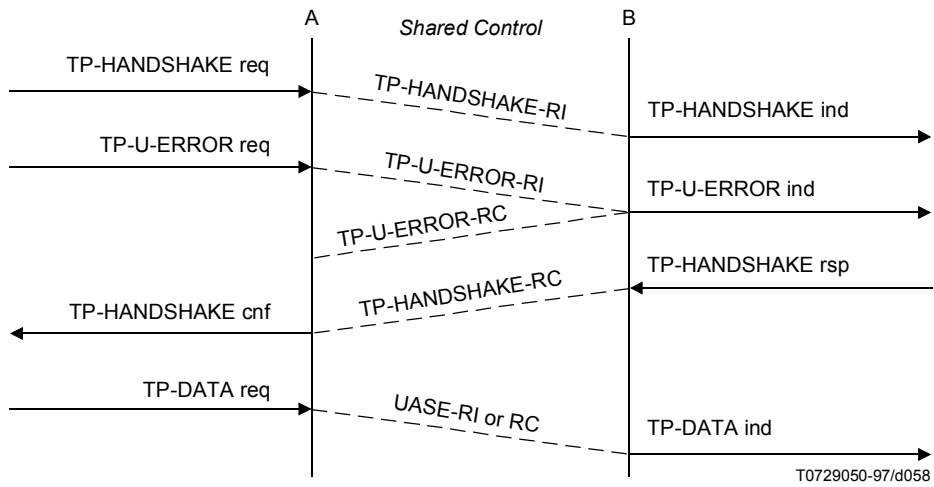 A
Shared Control
B
TP-HANDSHAKE req
TP-HANDSHAKE-RI
TP-HANDSHAKE ind
TP-U-ERROR req
TP-U-ERROR-RI
TP-U-ERROR ind
TP-U-ERROR-RC
TP-HANDSHAKE rsp
TP-HANDSHAKE-RC
TP-HANDSHAKE cnf
TP-DATA req
UASE-RI or RC
TP-DATA ind
T0729050-97/d058